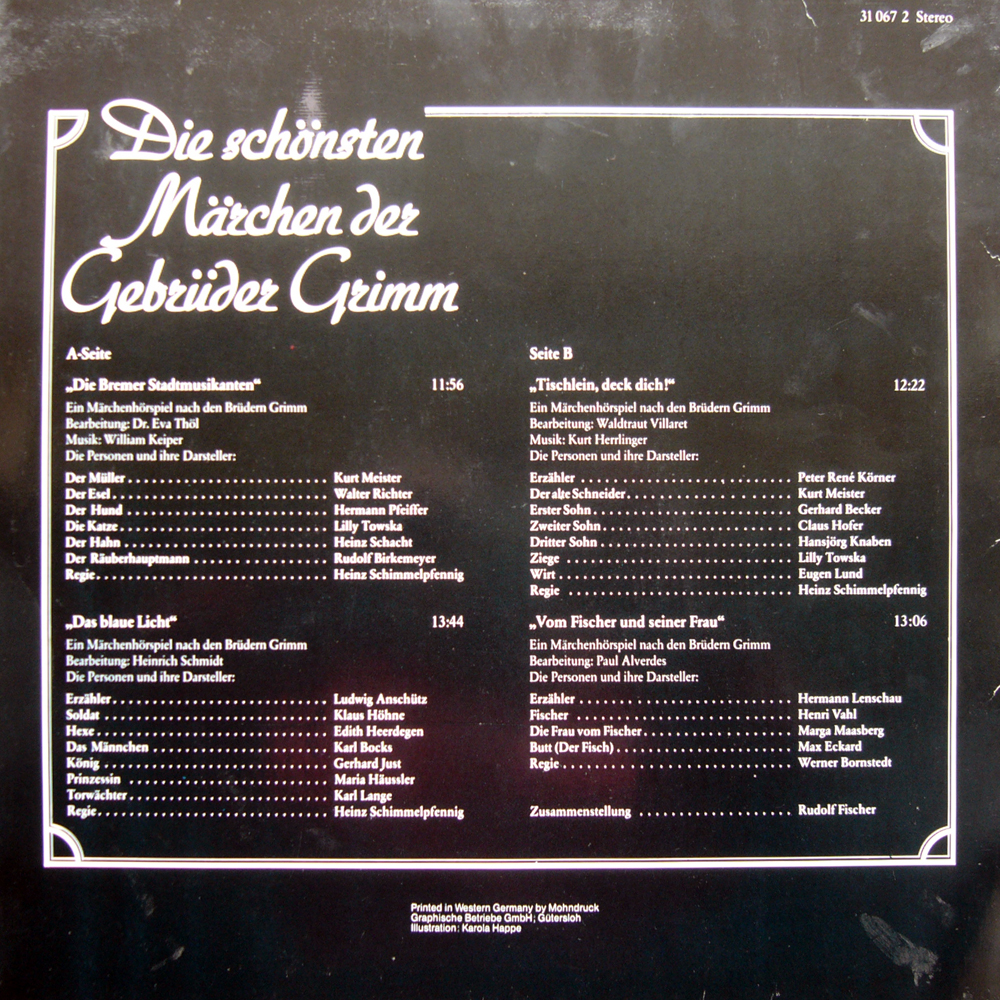 31 067 2 Stereo
Die schönsten
Märchen der
Gebrüder Grimm
A-Seite
„Die Bremer Stadtmusikanten“ 11:56
Ein Märchenhörspiel nach den Brüdern Grimm
Bearbeitung: Dr. Eva Thöl
Musik: William Keiper
Die Personen und ihre Darsteller:
Der Müller Kurt Meister
Der Esel Walter Richter
Der Hund Hermann Pfeiffer
Die Katze Lilly Towska
Der Hahn Heinz Schacht
Der Räuberhauptmann Rudolf Birkemeyer
Regie Heinz Schimmelpfennig
„Das blaue Licht“ 13:44
Ein Märchenhörspiel nach den Brüdern Grimm
Bearbeitung: Heinrich Schmidt
Die Personen und ihre Darsteller:
Erzähler Ludwig Anschütz
Soldat Klaus Höhne
Hexe Edith Heerdegen
Das Männchen Karl Bocks
König Gerhard Just
Prinzessin Maria Häussler
Torwächter Karl Lange
Regie Heinz Schimmelpfennig
Seite B
„Tischlein, deck dich!“ 12:22
Ein Märchenhörspiel nach den Brüdern Grimm
Bearbeitung: Waldtraut Villaret
Musik: Kurt Herrlinger
Die Personen und ihre Darsteller:
Erzähler Peter René Körner
Der alte Schneider Kurt Meister
Erster Sohn Gerhard Becker
Zweiter Sohn Claus Hofer
Dritter Sohn Hansjörg Knaben
Ziege Lilly Towska
Wirt Eugen Lund
Regie Heinz Schimmelpfennig
„Vom Fischer und seiner Frau“ 13:06
Ein Märchenhörspiel nach den Brüdern Grimm
Bearbeitung: Paul Alverdes
Die Personen und ihre Darsteller:
Erzähler Hermann Lenschau
Fischer Henri Vahl
Die Frau vom Fischer Marga Maasberg
Butt (Der Fisch) Max Eckard
Regie Werner Bornstedt
Zusammenstellung Rudolf Fischer
Printed in Western Germany by Mohndruck
Graphische Betriebe GmbH; Gütersloh
Illustration: Karola Happe